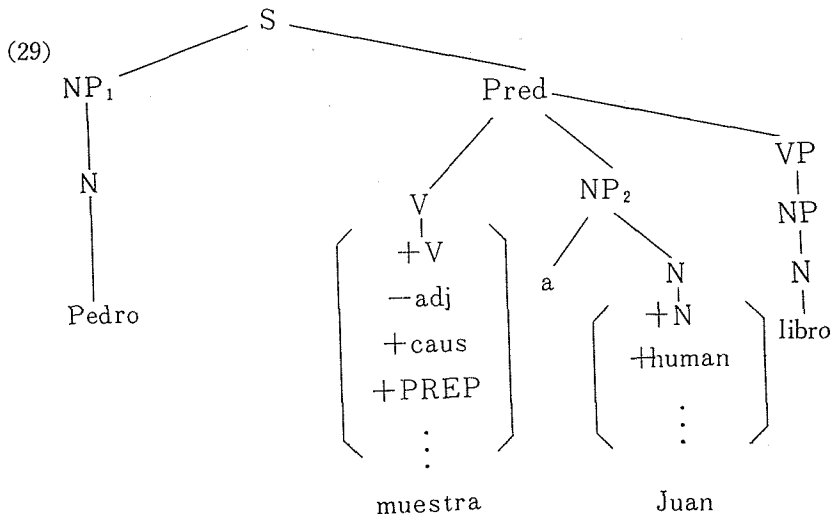 S
(29)
NP₁ Pred
VP
N V NP₂ NP
+V a N N
Pedro −adj +N libro
+caus +human
+PREP ⋮
⋮
muestra Juan